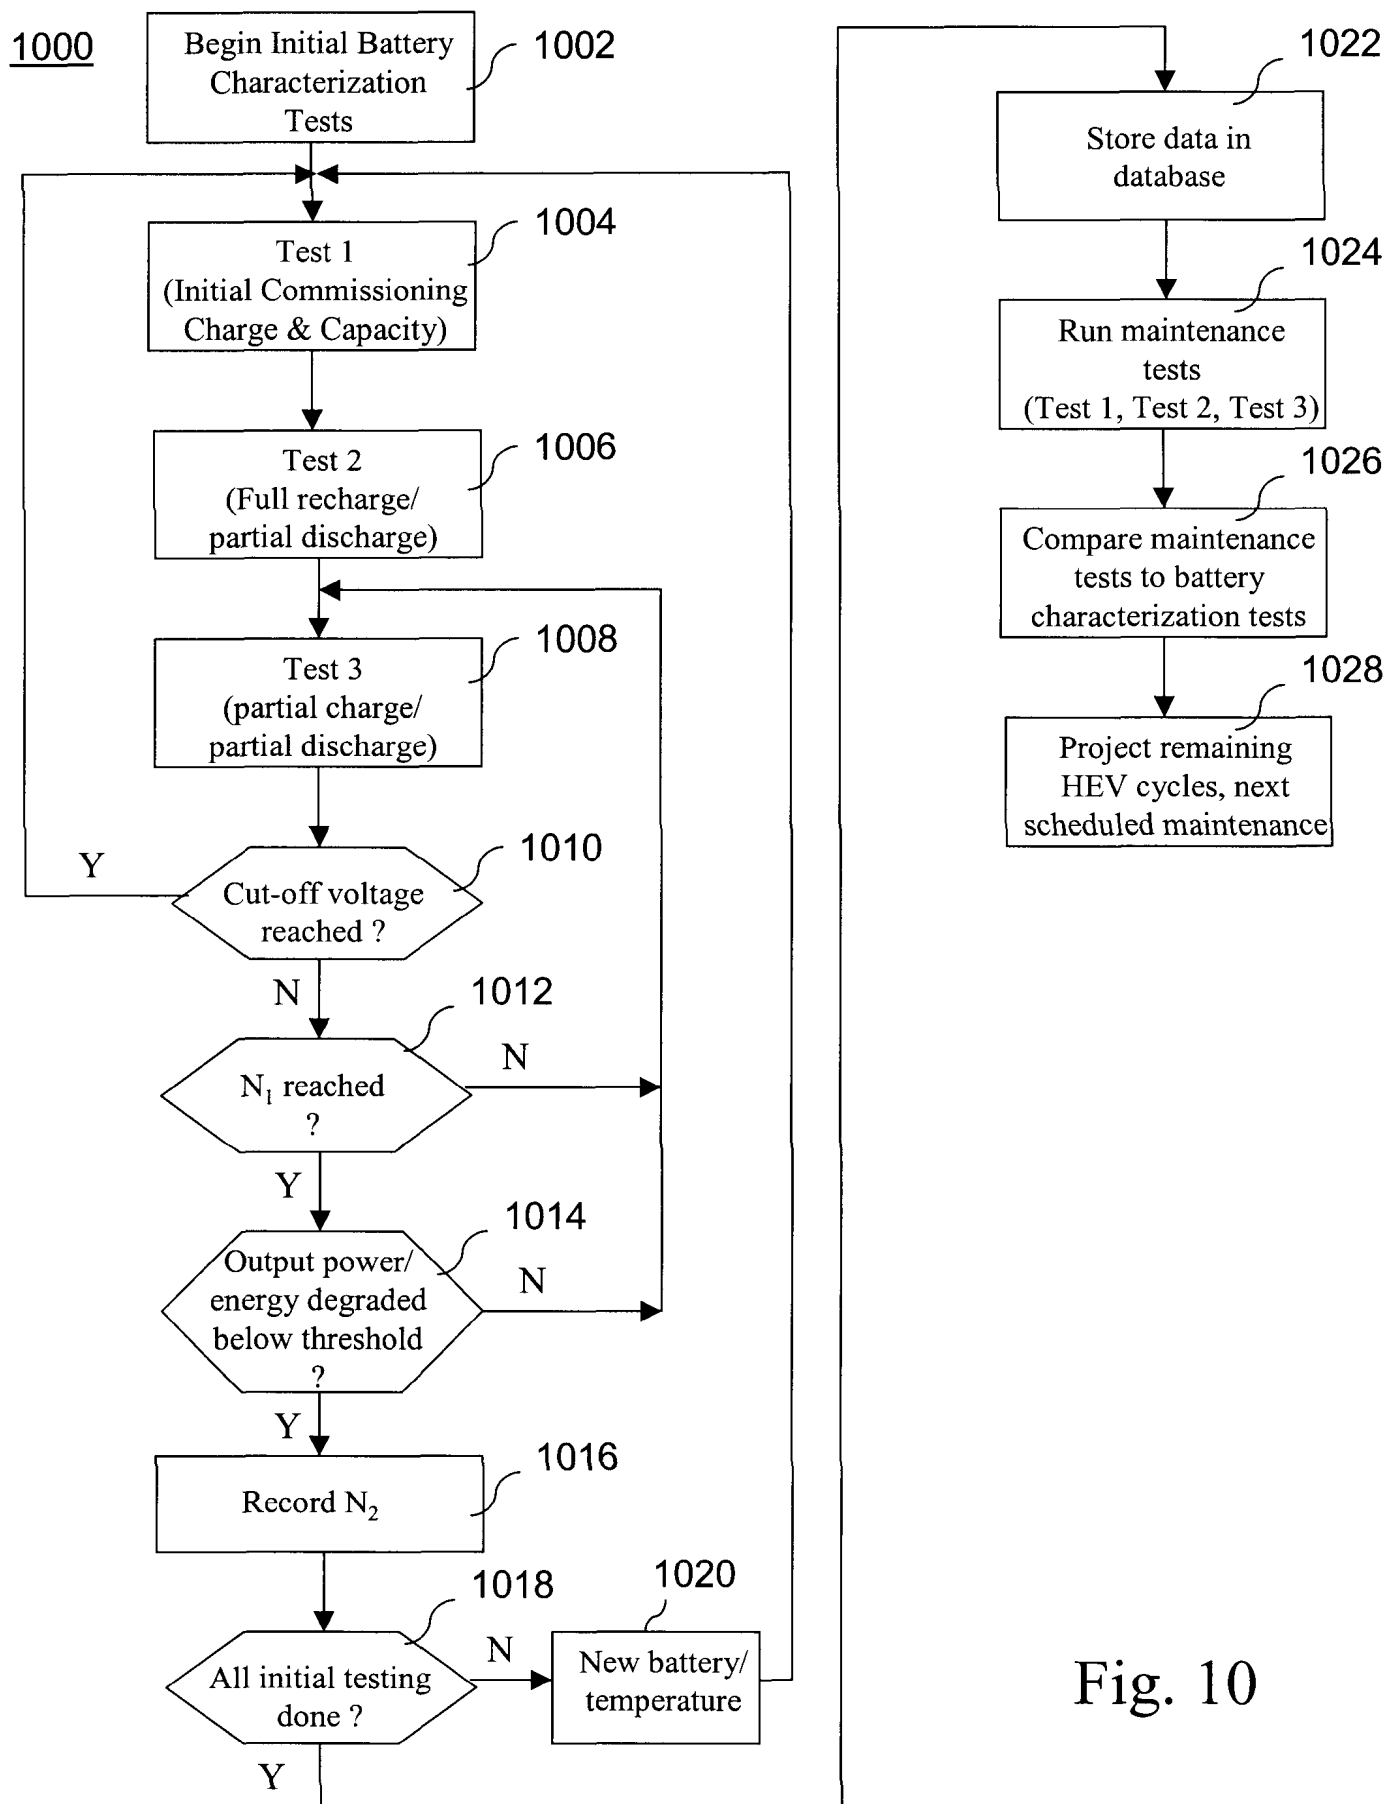 1000
Begin Initial Battery
Characterization
Tests
1002
Test 1
(Initial Commissioning
Charge & Capacity)
1004
Test 2
(Full recharge/
partial discharge)
1006
Test 3
(partial charge/
partial discharge)
1008
Cut-off voltage
reached ?
1010
Y
N
N₁ reached
?
1012
N
Y
Output power/
energy degraded
below threshold
?
1014
N
Y
Record N₂
1016
All initial testing
done ?
1018
N
Y
New battery/
temperature
1020
Store data in
database
1022
Run maintenance
tests
(Test 1, Test 2, Test 3)
1024
Compare maintenance
tests to battery
characterization tests
1026
Project remaining
HEV cycles, next
scheduled maintenance
1028
Fig. 10